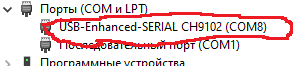 Порты (COM и LPT)
USB-Enhanced-SERIAL CH9102 (COM8)
Последовательный порт (COM1)
Программные устройства